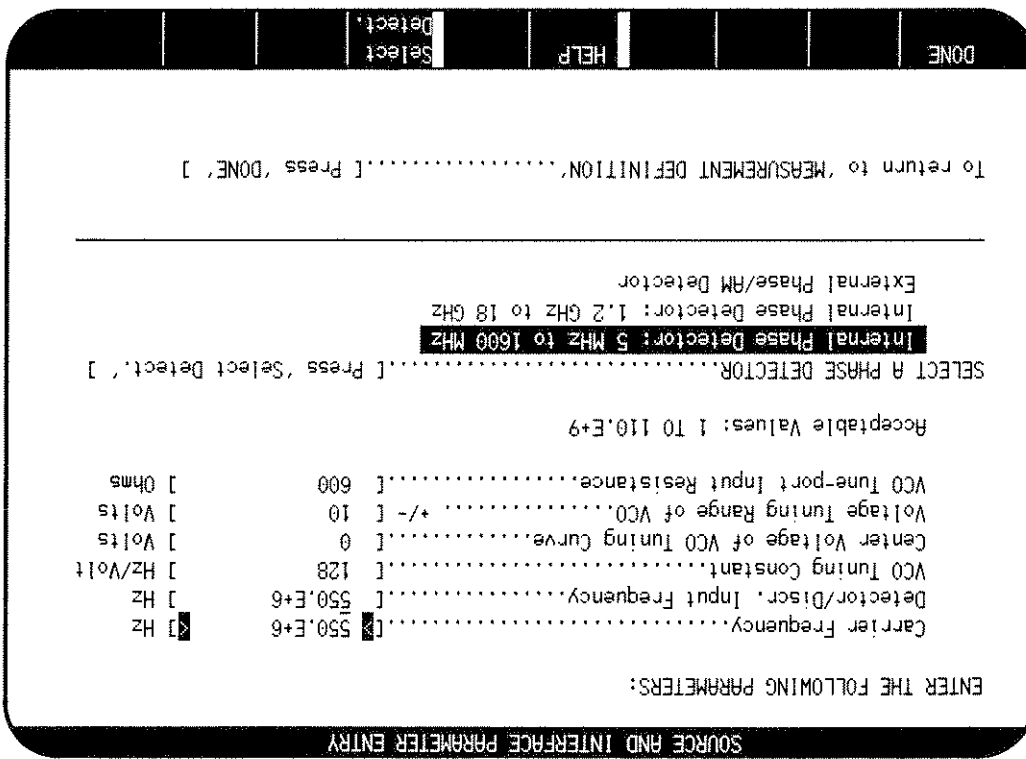 SOURCE AND INTERFACE PARAMETER ENTRY
ENTER THE FOLLOWING PARAMETERS:
Carrier Frequency.................................[> 550.E+6 <] Hz
Detector/Discr. Input Frequency..................[ 550.E+6 ] Hz
VCO Tuning Constant...............................[ 128 ] Hz/Volt
Center Voltage of VCO Tuning Curve..............[ 0 ] Volts
Voltage Tuning Range of VCO............... +/- [ 10 ] Volts
VCO Tune-port Input Resistance.................[ 600 ] Ohms
Acceptable Values: 1 TO 110.E+9
SELECT A PHASE DETECTOR..................................[ Press 'Select Detect.' ]
Internal Phase Detector: 5 MHz to 1600 MHz
Internal Phase Detector: 1.2 GHz to 18 GHz
External Phase/AM Detector
To return to 'MEASUREMENT DEFINITION'...................[ Press 'DONE' ]
DONE HELP Select
Detect.